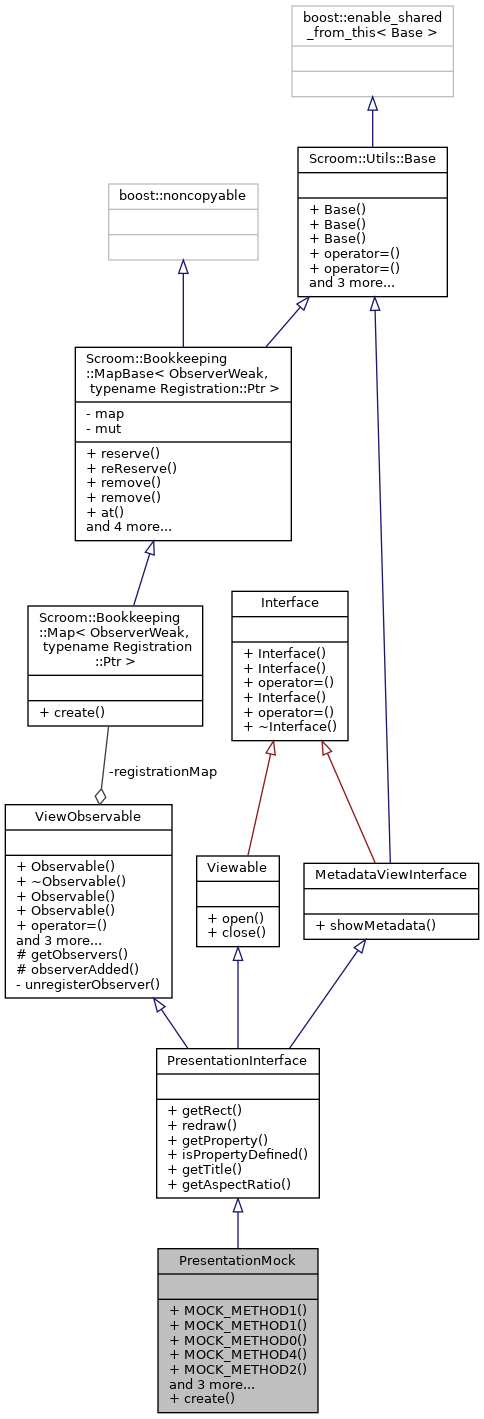 boost::enable_shared
_from_this< Base >
Scroom::Utils::Base
+ Base()
+ Base()
+ Base()
+ operator=()
+ operator=()
and 3 more...
boost::noncopyable
Scroom::Bookkeeping
::MapBase< ObserverWeak,
typename Registration::Ptr >
- map
- mut
+ reserve()
+ reReserve()
+ remove()
+ remove()
+ at()
and 4 more...
Scroom::Bookkeeping
::Map< ObserverWeak,
typename Registration
::Ptr >
+ create()
Interface
+ Interface()
+ Interface()
+ operator=()
+ Interface()
+ operator=()
+ ~Interface()
-registrationMap
ViewObservable
+ Observable()
+ ~Observable()
+ Observable()
+ Observable()
+ operator=()
and 3 more...
# getObservers()
# observerAdded()
- unregisterObserver()
Viewable
+ open()
+ close()
MetadataViewInterface
+ showMetadata()
PresentationInterface
+ getRect()
+ redraw()
+ getProperty()
+ isPropertyDefined()
+ getTitle()
+ getAspectRatio()
PresentationMock
+ MOCK_METHOD1()
+ MOCK_METHOD1()
+ MOCK_METHOD0()
+ MOCK_METHOD4()
+ MOCK_METHOD2()
and 3 more...
+ create()